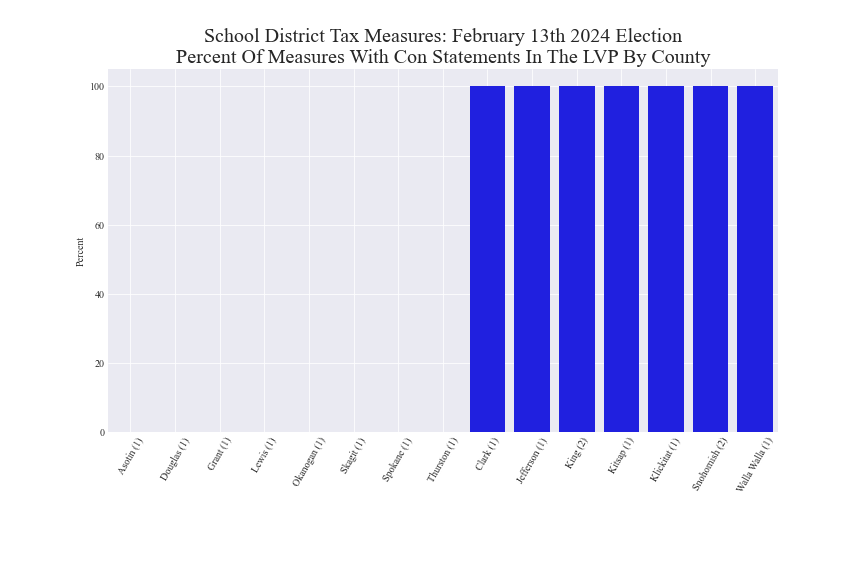 School District Tax Measures: February 13th 2024 Election
Percent Of Measures With Con Statements In The LVP By County
100
80
60
40
20
0
Percent
Asotin (1)
Douglas (1)
Grant (1)
Lewis (1)
Okanogan (1)
Skagit (1)
Spokane (1)
Thurston (1)
Clark (1)
Jefferson (1)
King (2)
Kitsap (1)
Klickitat (1)
Snohomish (2)
Walla Walla (1)